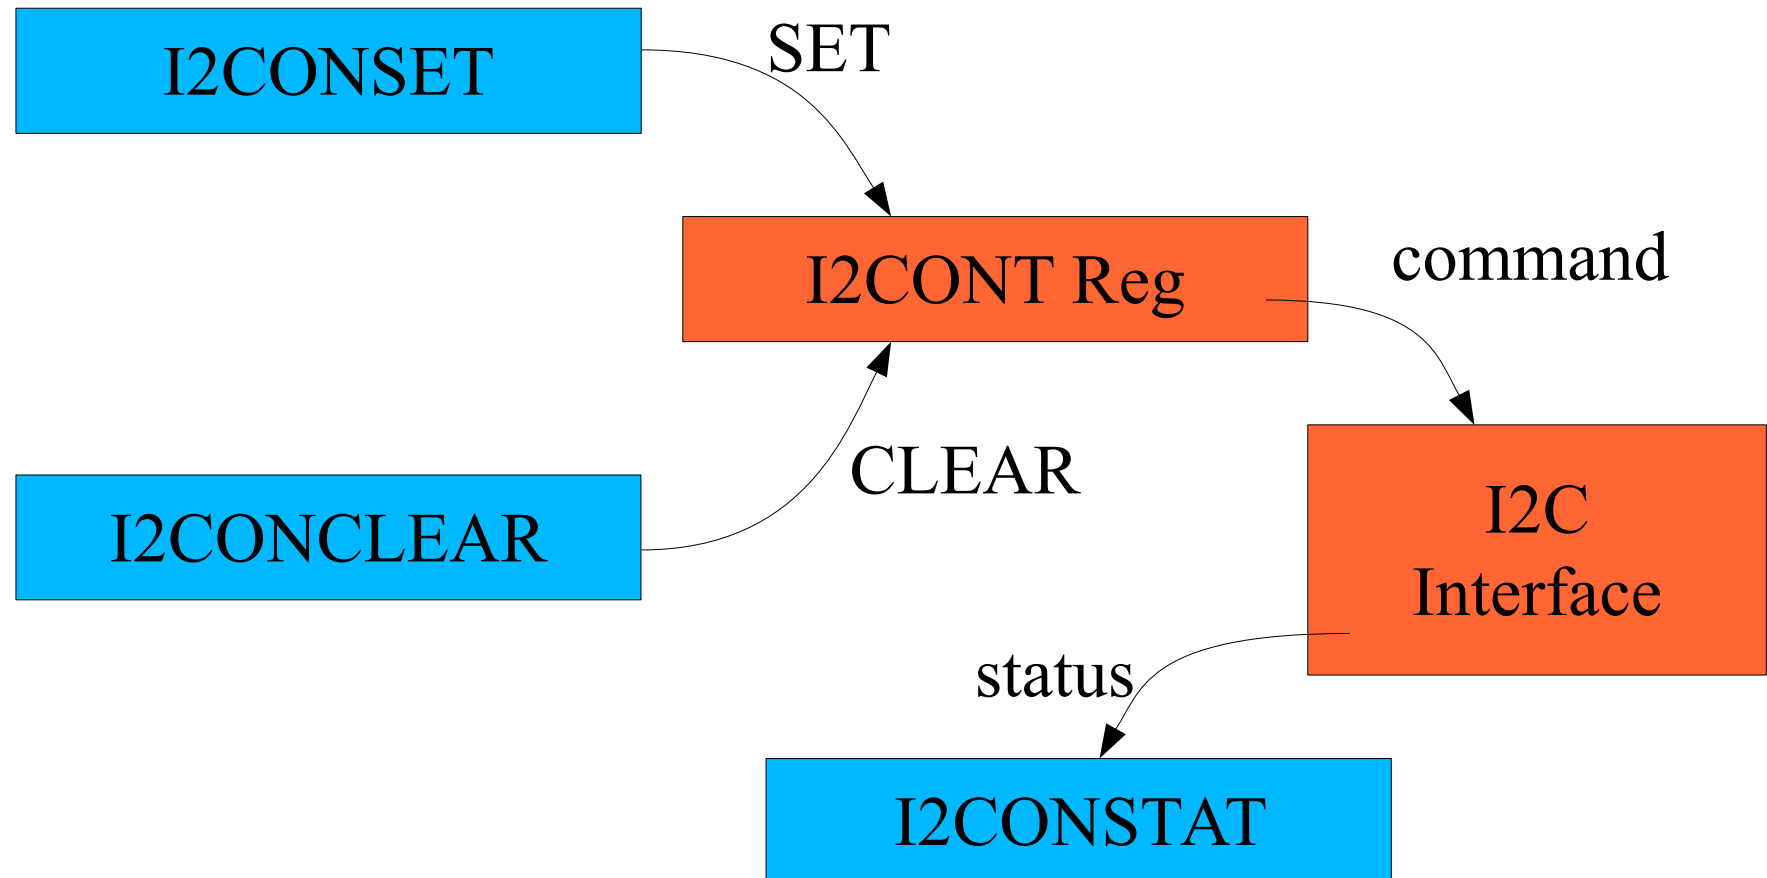 I2CONSET
SET
I2CONT Reg
command
CLEAR
I2CONCLEAR
I2C
Interface
status
I2CONSTAT